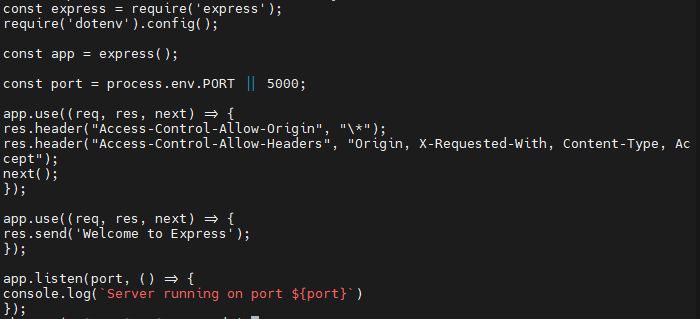 const express = require('express');
require('dotenv').config();
const app = express();
const port = process.env.PORT || 5000;
app.use((req, res, next) => {
res.header("Access-Control-Allow-Origin", "\*");
res.header("Access-Control-Allow-Headers", "Origin, X-Requested-With, Content-Type, Ac
cept");
next();
});
app.use((req, res, next) => {
res.send('Welcome to Express');
});
app.listen(port, () => {
console.log(`Server running on port ${port}`)
});